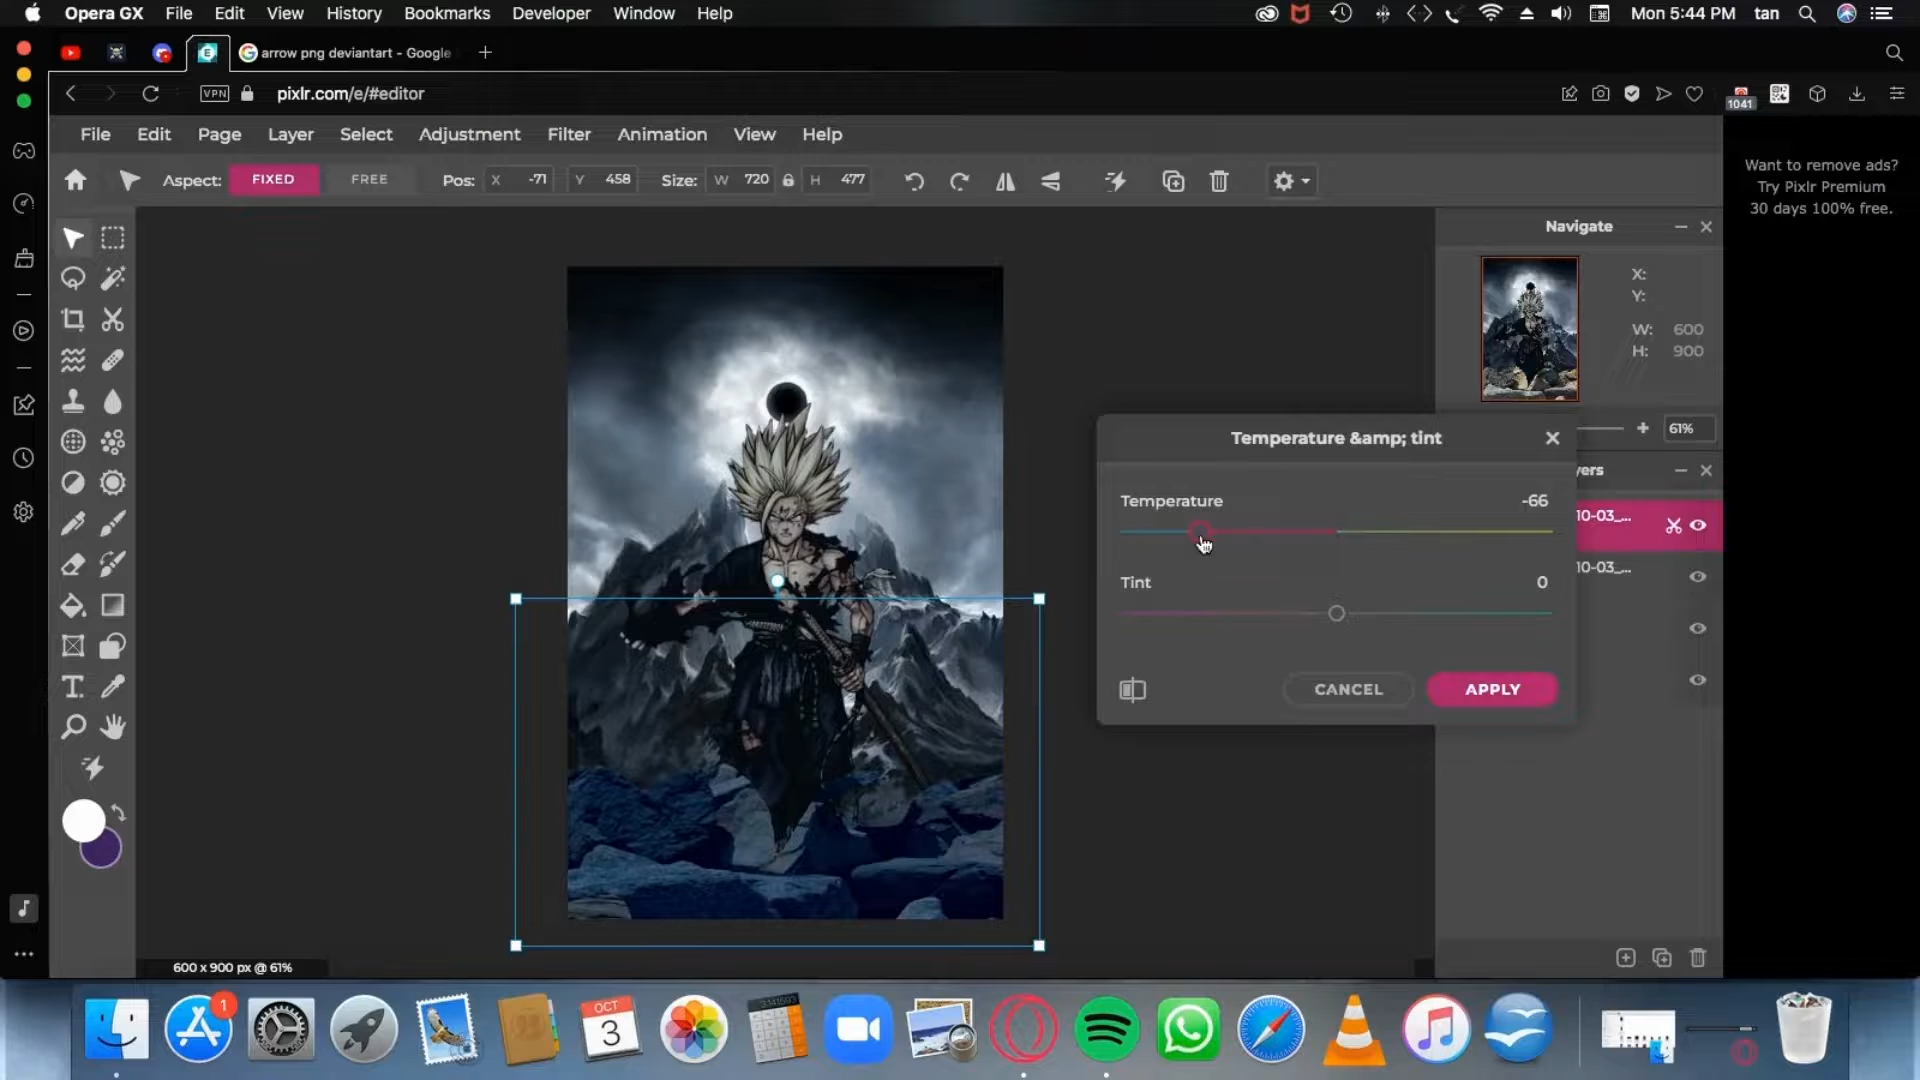 Opera GX File Edit View History Bookmarks Developer Window Help Mon 5:44 PM tan
arrow png deviantart - Google
VPN pixlr.com/e/#editor 1041
File Edit Page Layer Select Adjustment Filter Animation View Help
Want to remove ads?
Try Pixlr Premium
30 days 100% free.
Aspect: FIXED FREE Pos: X -71 Y 458 Size: W 720 H 477
Navigate
X:
Y:
W: 600
H: 900
61%
Temperature &amp; tint
yers
Temperature -66
10-03_...
Tint 0
10-03_...
CANCEL APPLY
T
600 x 900 px @ 61%
1
OCT
3
3.141593